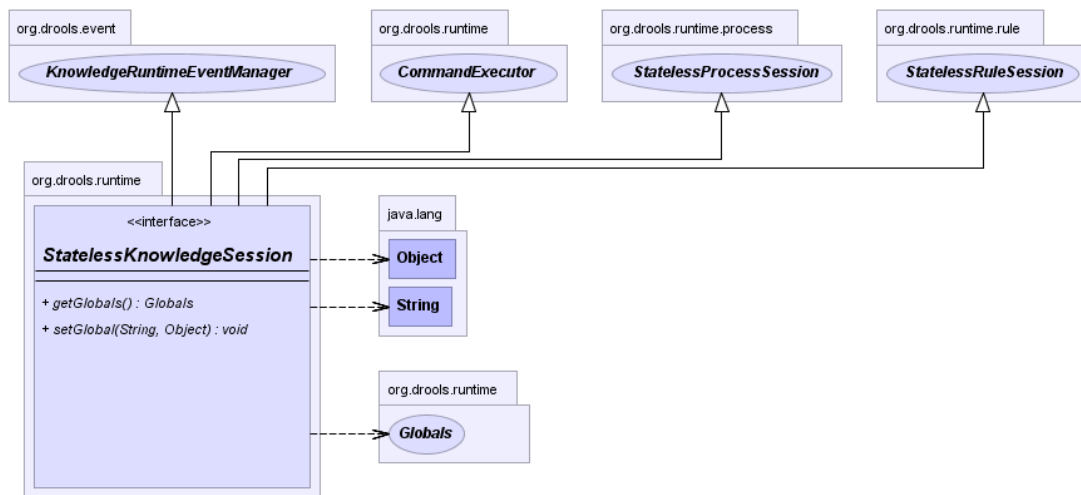 org.drools.event
KnowledgeRuntimeEventManager
org.drools.runtime
CommandExecutor
org.drools.runtime.process
StatelessProcessSession
org.drools.runtime.rule
StatelessRuleSession
org.drools.runtime
<<interface>>
StatelessKnowledgeSession
+ getGlobals() : Globals
+ setGlobal(String, Object) : void
java.lang
Object
String
org.drools.runtime
Globals